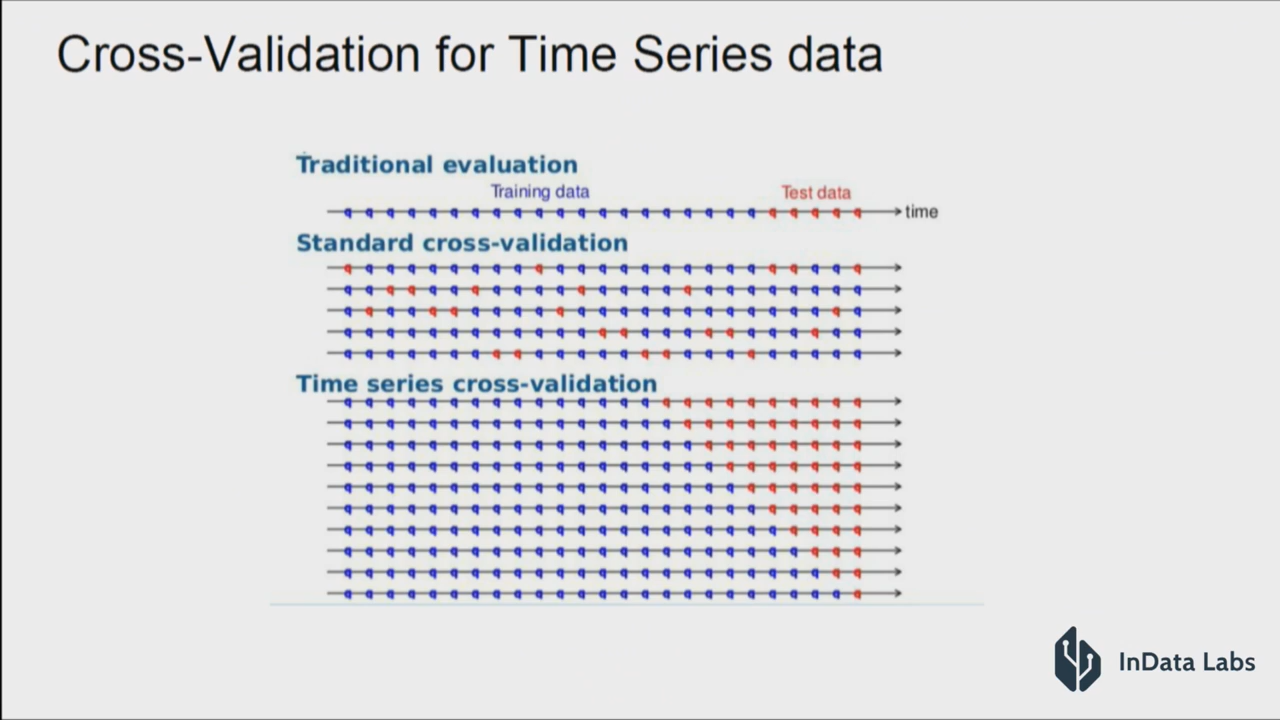 Cross-Validation for Time Series data
Traditional evaluation
Training data
Test data
time
Standard cross-validation
Time series cross-validation
InData Labs